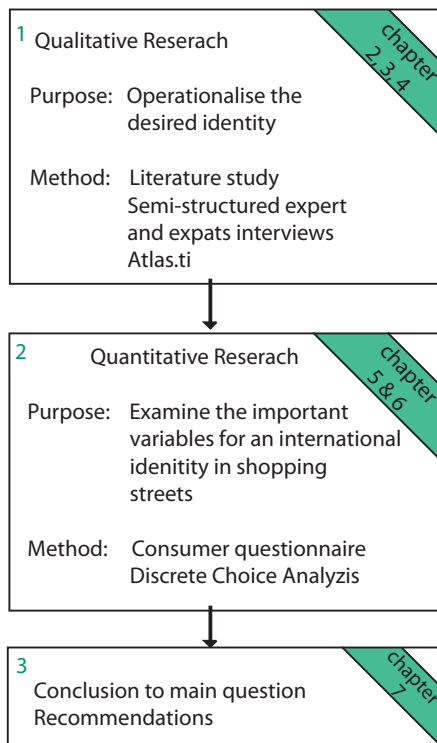 1
Qualitative Reserach
chapter
2, 3, 4
Purpose: Operationalise the
desired identity
Method: Literature study
Semi-structured expert
and expats interviews
Atlas.ti
2
Quantitative Reserach
chapter
5 & 6
Purpose: Examine the important
variables for an international
idenitity in shopping
streets
Method: Consumer questionnaire
Discrete Choice Analyzis
3
chapter
7
Conclusion to main question
Recommendations